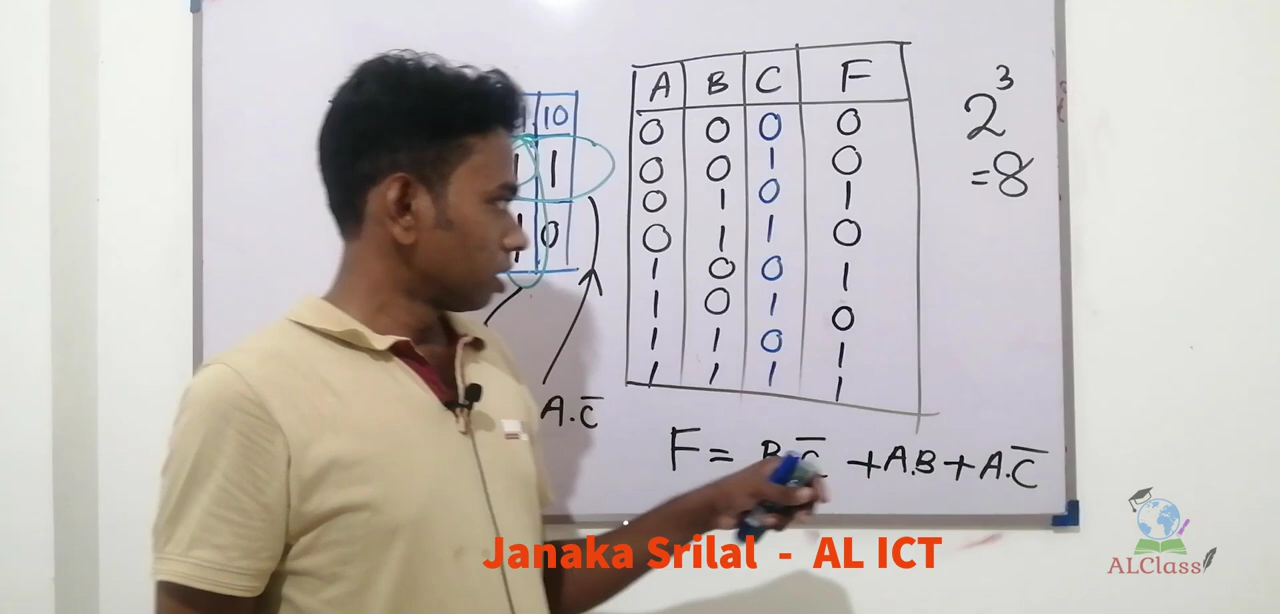 10
1
0
A.C̅
A B C F
0 0 0 0
0 0 1 0
0 1 0 1
0 1 1 0
1 0 0 1
1 0 1 0
1 1 0 1
1 1 1 1
2³
=8
F = B.C̅ + A.B + A.C̅
Janaka Srilal - AL ICT
ALClass